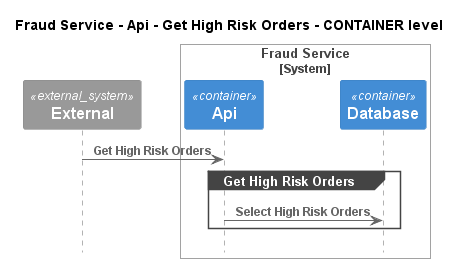 Fraud Service - Api - Get High Risk Orders - CONTAINER level
Fraud Service
[System]
«external_system» «container» «container»
External Api Database
Get High Risk Orders
Get High Risk Orders
Select High Risk Orders